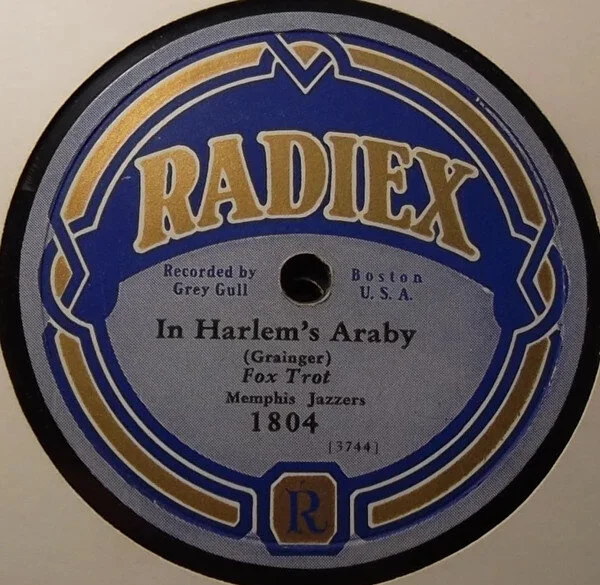 RADIEX
Recorded by Grey Gull
Boston U. S. A.
In Harlem's Araby
(Grainger)
Fox Trot
Memphis Jazzers
1804
[3744]
R